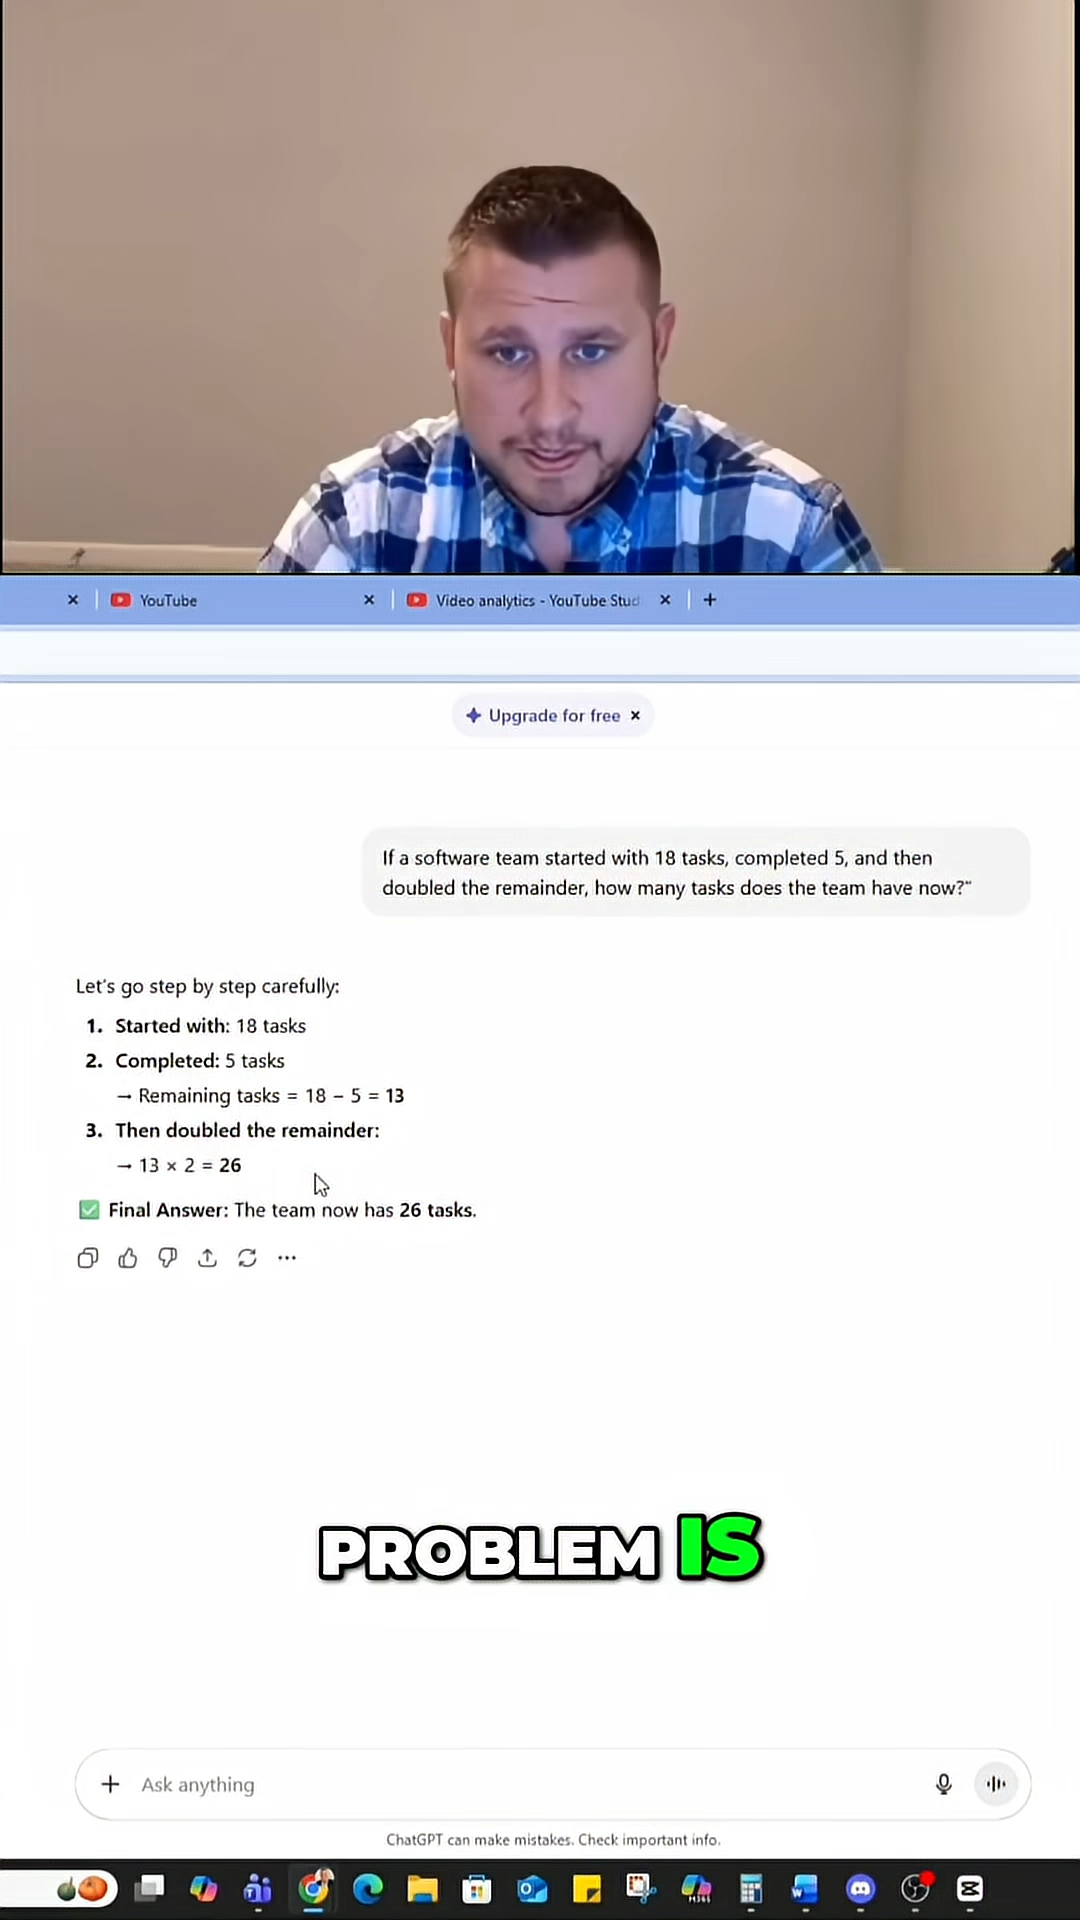 YouTube
Video analytics - YouTube Stud
Upgrade for free
If a software team started with 18 tasks, completed 5, and then
doubled the remainder, how many tasks does the team have now?"
Let's go step by step carefully:
1. Started with: 18 tasks
2. Completed: 5 tasks
→ Remaining tasks = 18 − 5 = 13
3. Then doubled the remainder:
→ 13 × 2 = 26
✅ Final Answer: The team now has 26 tasks.
PROBLEM IS
Ask anything
ChatGPT can make mistakes. Check important info.
M365